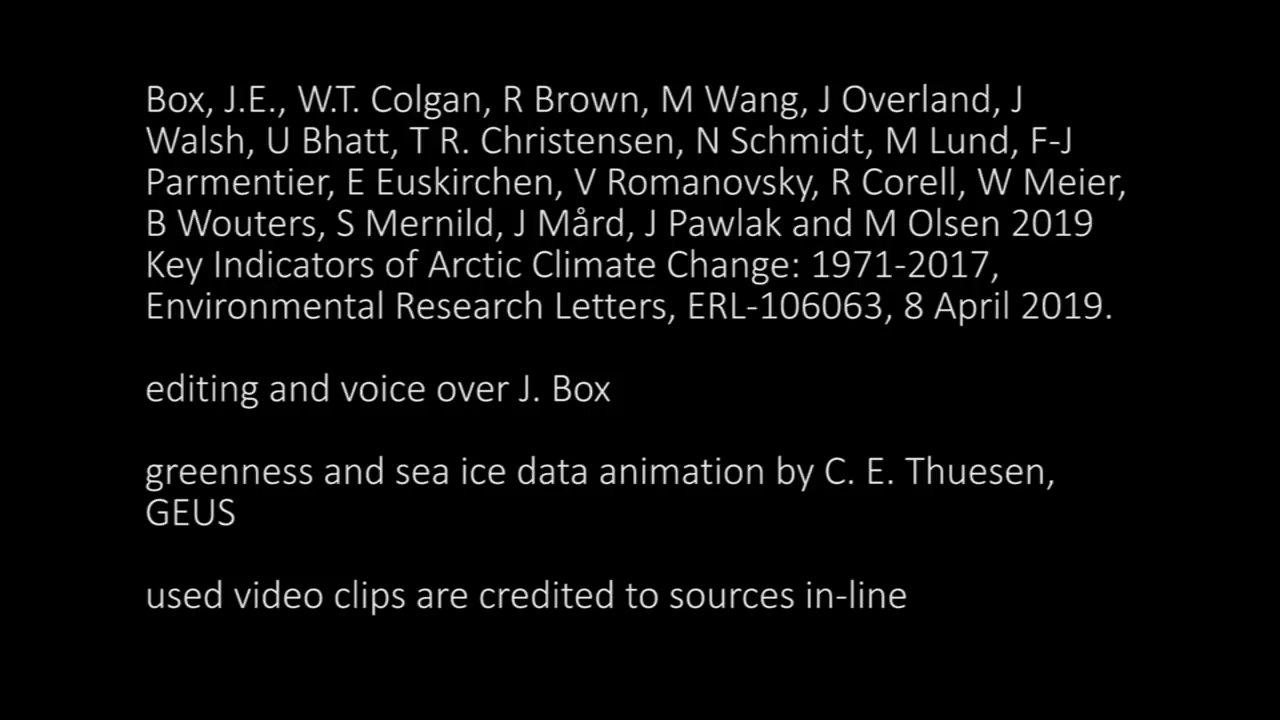 Box, J.E., W.T. Colgan, R Brown, M Wang, J Overland, J
Walsh, U Bhatt, T R. Christensen, N Schmidt, M Lund, F-J
Parmentier, E Euskirchen, V Romanovsky, R Corell, W Meier,
B Wouters, S Mernild, J Mård, J Pawlak and M Olsen 2019
Key Indicators of Arctic Climate Change: 1971-2017,
Environmental Research Letters, ERL-106063, 8 April 2019.
editing and voice over J. Box
greenness and sea ice data animation by C. E. Thuesen,
GEUS
used video clips are credited to sources in-line